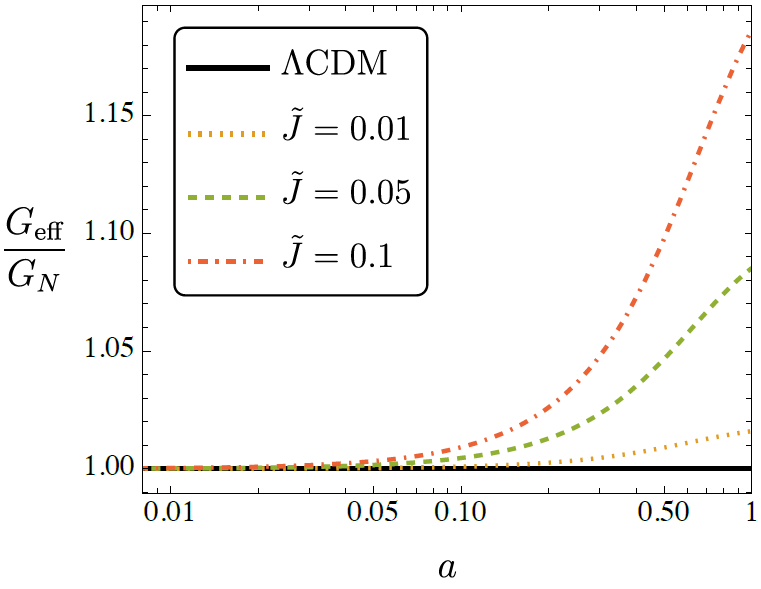 ΛCDM
J̃ = 0.01
J̃ = 0.05
J̃ = 0.1
G_eff
G_N
1.15
1.10
1.05
1.00
0.01 0.05 0.10 0.50 1
a